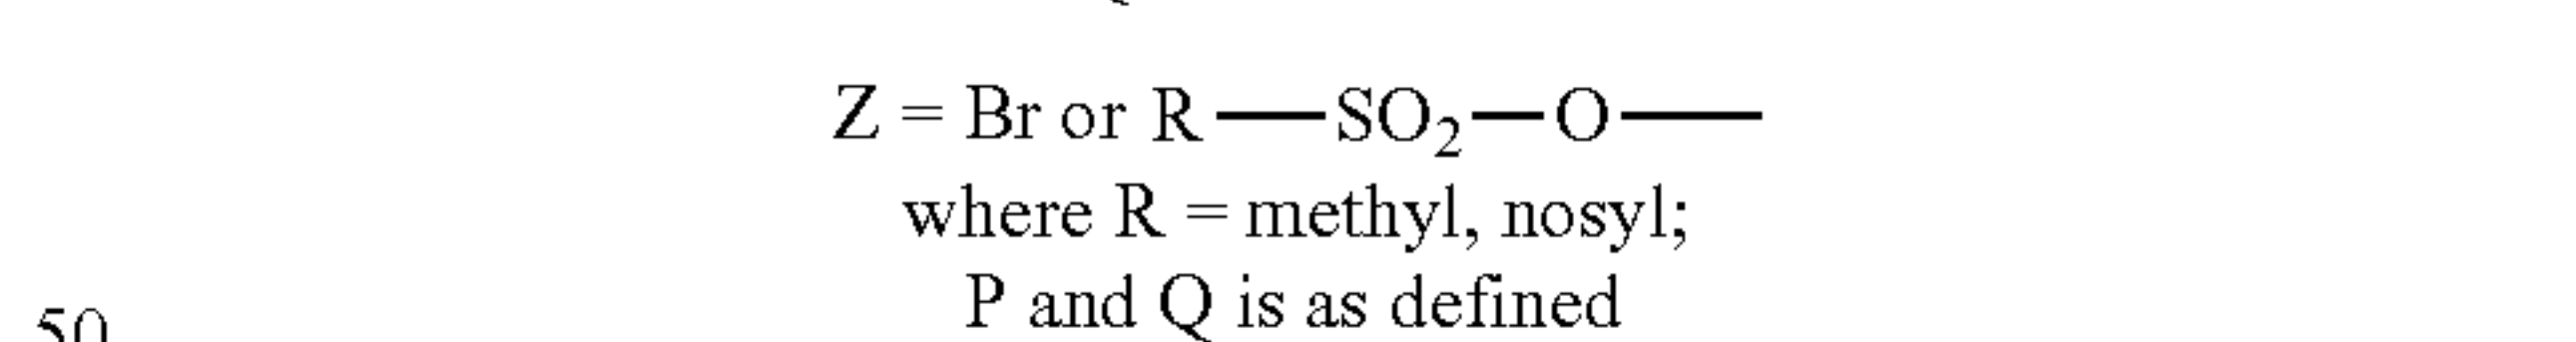 Z = Br or R—SO₂—O—
where R = methyl, nosyl;
P and Q is as defined
50